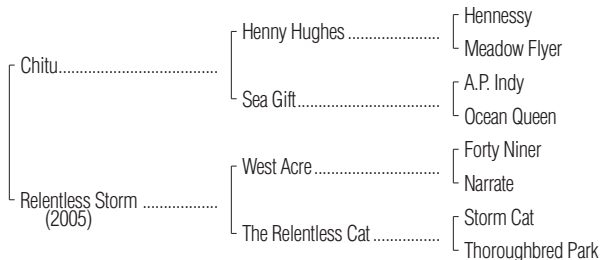 Hennessy
Henny Hughes ..........................
Meadow Flyer
Chitu.....................................
A.P. Indy
Sea Gift.................................
Ocean Queen
Forty Niner
West Acre .............................
Narrate
Relentless Storm .................
(2005)
Storm Cat
The Relentless Cat................
Thoroughbred Park